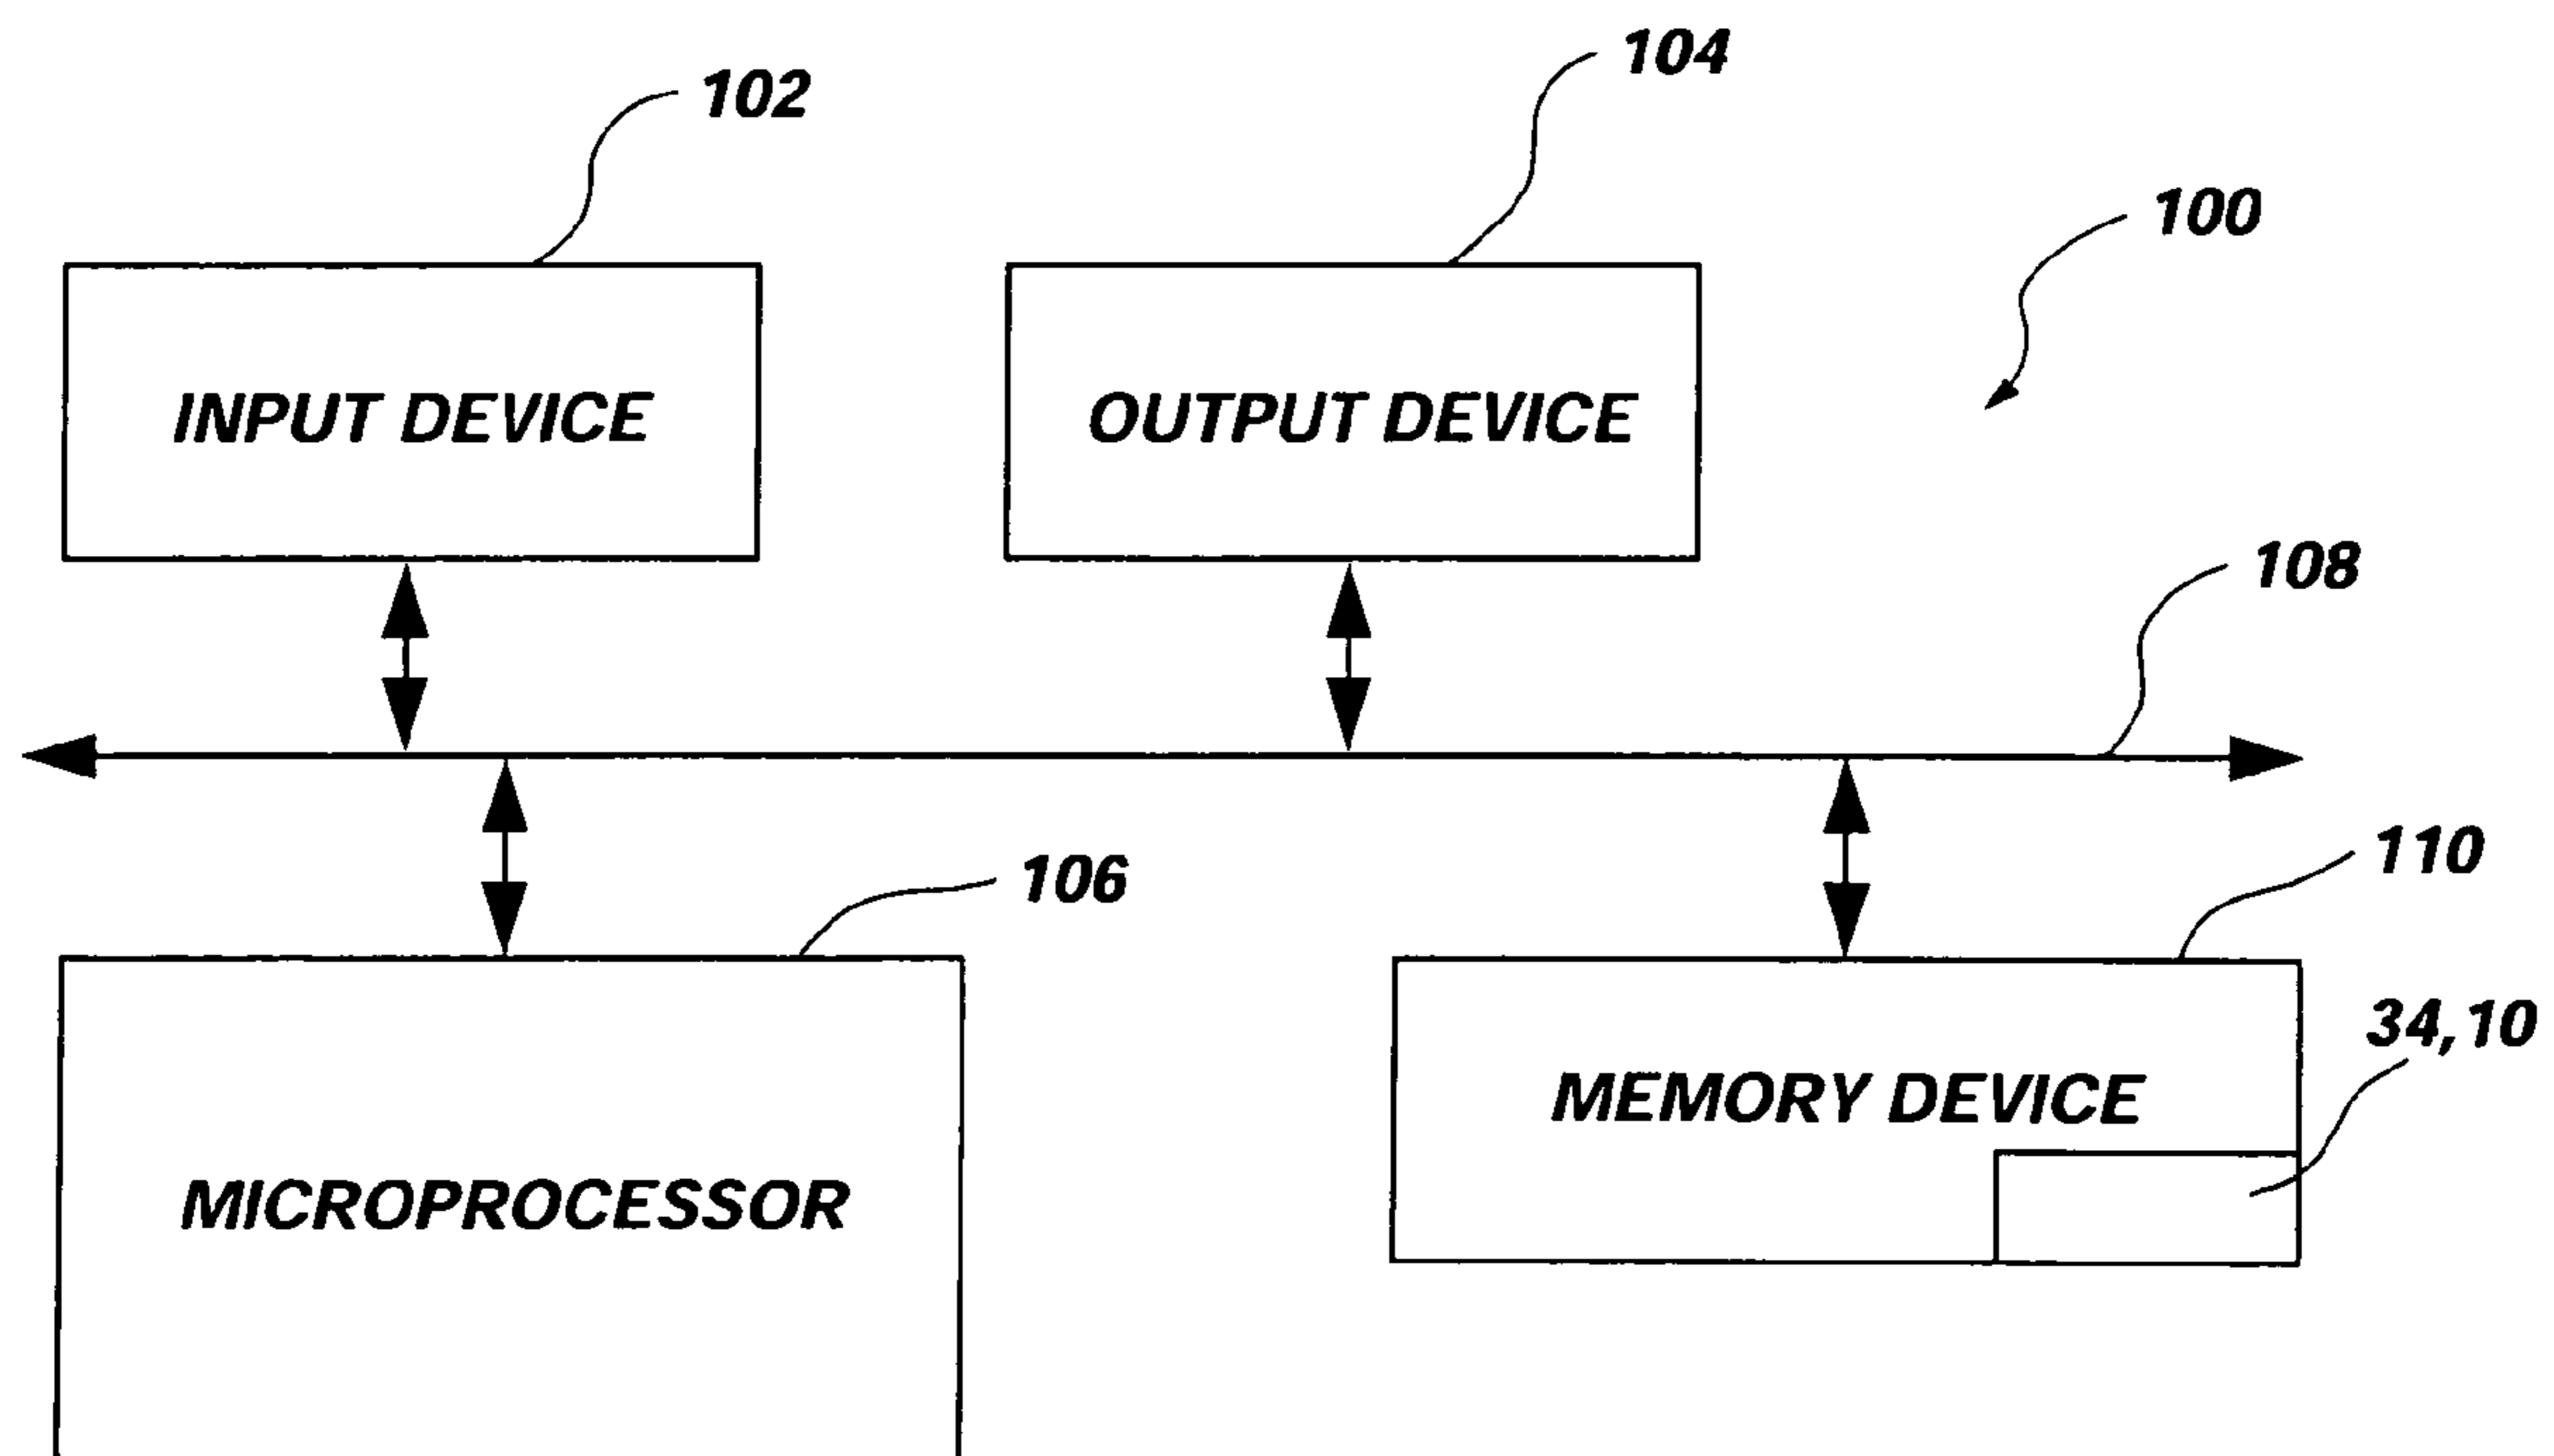 104
102
100
INPUT DEVICE
OUTPUT DEVICE
108
110
106
34,10
MEMORY DEVICE
MICROPROCESSOR